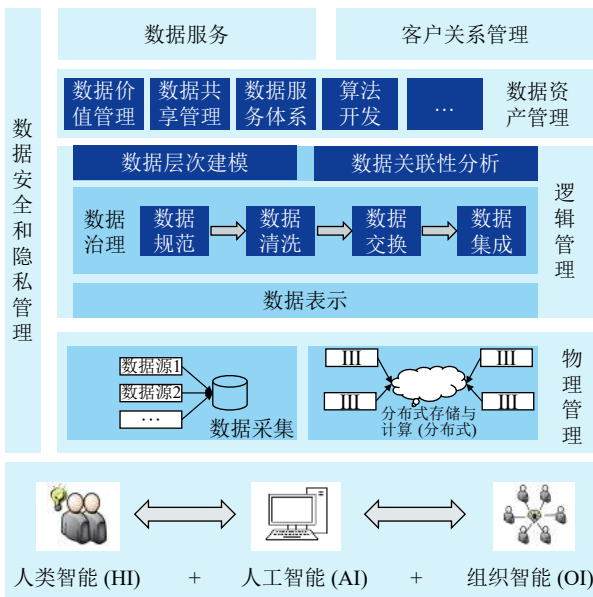 数据服务
客户关系管理
数据安全和隐私管理
数据价
值管理
数据共
享管理
数据服
务体系
算法
开发
…
数据资
产管理
数据层次建模
数据关联性分析
逻辑管理
数据
治理
数据
规范
数据
清洗
数据
交换
数据
集成
数据表示
物理管理
数据源1
数据源2
…
数据采集
III
III
III
III
分布式存储与
计算 (分布式)
人类智能 (HI) + 人工智能 (AI) + 组织智能 (OI)